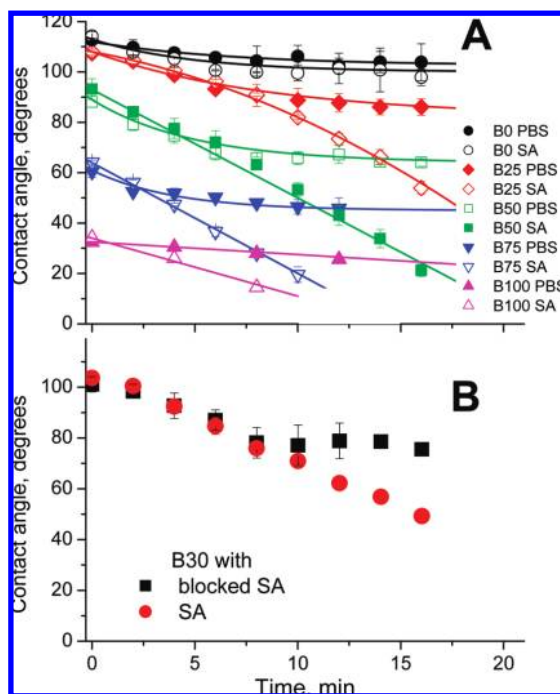 A
120
100
80
60
40
20
0
Contact angle, degrees
B0 PBS
B0 SA
B25 PBS
B25 SA
B50 PBS
B50 SA
B75 PBS
B75 SA
B100 PBS
B100 SA
B
100
80
60
40
20
0
Contact angle, degrees
B30 with
blocked SA
SA
0 5 10 15 20
Time, min